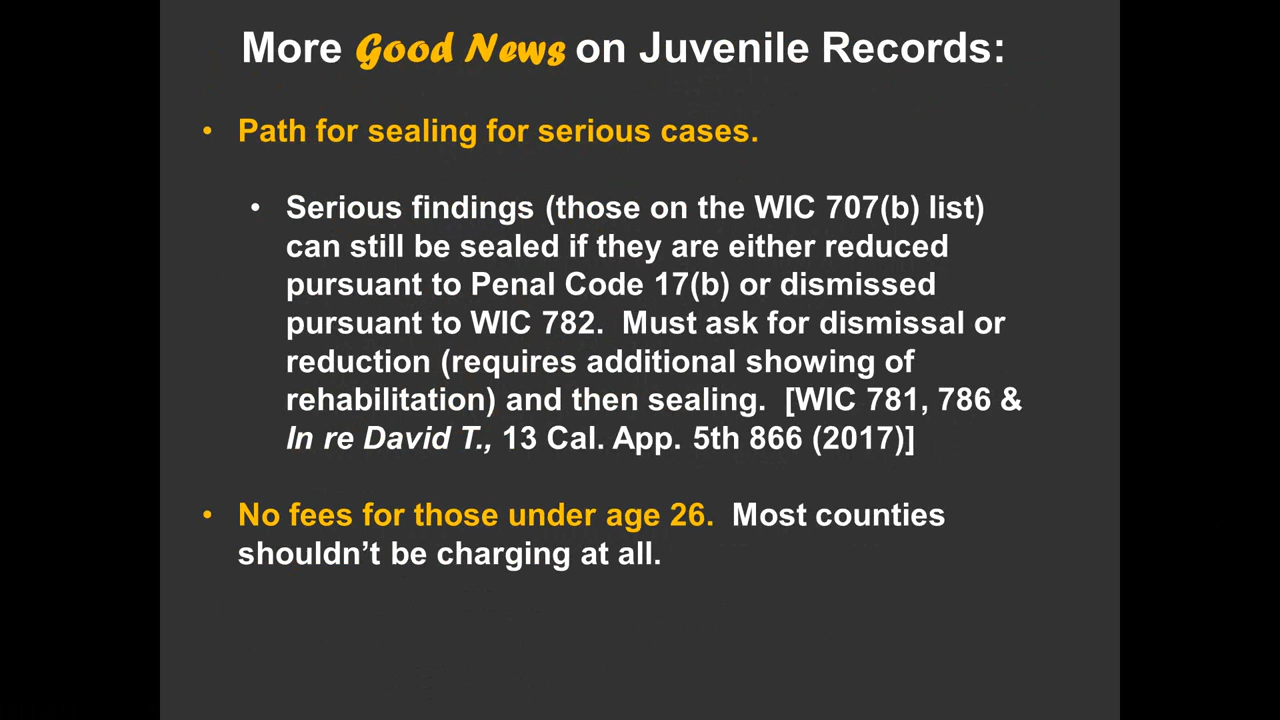 More Good News on Juvenile Records:
• Path for sealing for serious cases.
• Serious findings (those on the WIC 707(b) list)
can still be sealed if they are either reduced
pursuant to Penal Code 17(b) or dismissed
pursuant to WIC 782.  Must ask for dismissal or
reduction (requires additional showing of
rehabilitation) and then sealing.  [WIC 781, 786 &
In re David T., 13 Cal. App. 5th 866 (2017)]
• No fees for those under age 26.  Most counties
shouldn’t be charging at all.